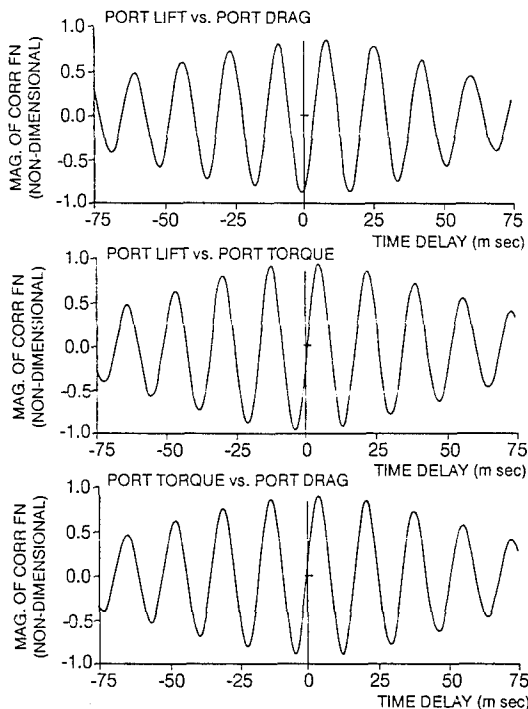 PORT LIFT vs. PORT DRAG
MAG. OF CORR FN
(NON-DIMENSIONAL)
1.0
0.5
0.0
-0.5
-1.0
-75 -50 -25 0 25 50 75
TIME DELAY (m sec)
PORT LIFT vs. PORT TORQUE
MAG. OF CORR FN
(NON-DIMENSIONAL)
1.0
0.5
0.0
-0.5
-1.0
-75 -50 -25 0 25 50 75
TIME DELAY (m sec)
PORT TORQUE vs. PORT DRAG
MAG. OF CORR FN
(NON-DIMENSIONAL)
1.0
0.5
0.0
-0.5
-1.0
-75 -50 -25 0 25 50 75
TIME DELAY (m sec)